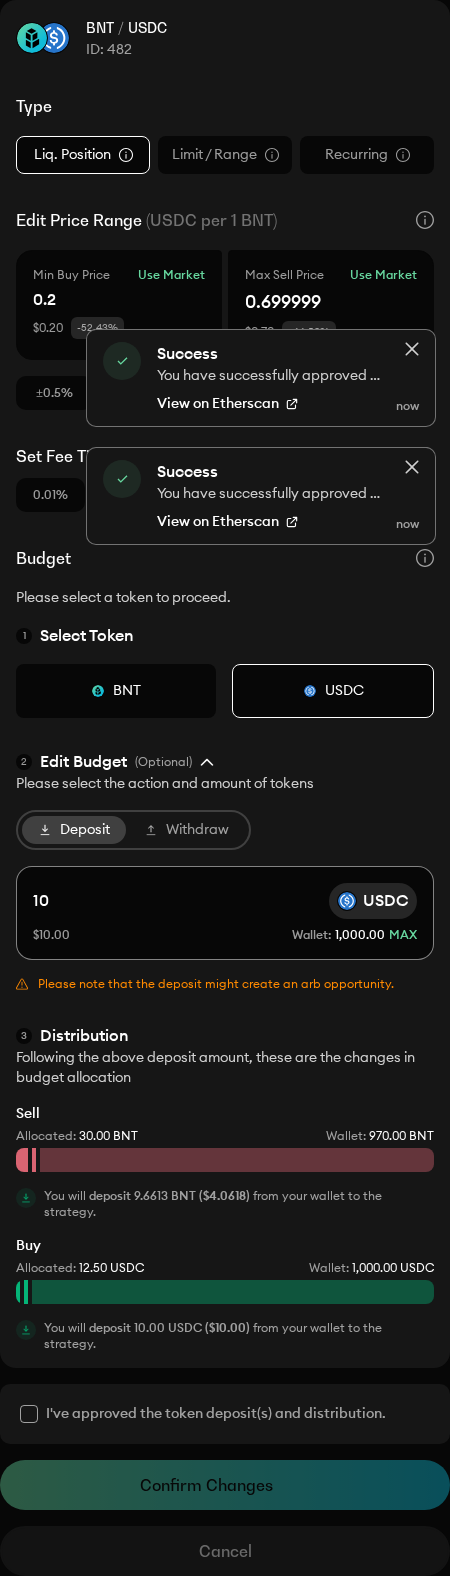 BNT / USDC
ID: 482
Type
Liq. Position
Limit / Range
Recurring
Edit Price Range (USDC per 1 BNT)
Min Buy Price Use Market
0.2
$0.20 -52.43%
Max Sell Price Use Market
0.699999
±0.5%
Success
You have successfully approved ...
View on Etherscan
now
Set Fee
0.01%
Success
You have successfully approved ...
View on Etherscan
now
Budget
Please select a token to proceed.
1 Select Token
BNT
USDC
2 Edit Budget (Optional)
Please select the action and amount of tokens
Deposit
Withdraw
10 USDC
$10.00 Wallet: 1,000.00 MAX
Please note that the deposit might create an arb opportunity.
3 Distribution
Following the above deposit amount, these are the changes in
budget allocation
Sell
Allocated: 30.00 BNT Wallet: 970.00 BNT
You will deposit 9.6613 BNT ($4.0618) from your wallet to the
strategy.
Buy
Allocated: 12.50 USDC Wallet: 1,000.00 USDC
You will deposit 10.00 USDC ($10.00) from your wallet to the
strategy.
I've approved the token deposit(s) and distribution.
Confirm Changes
Cancel